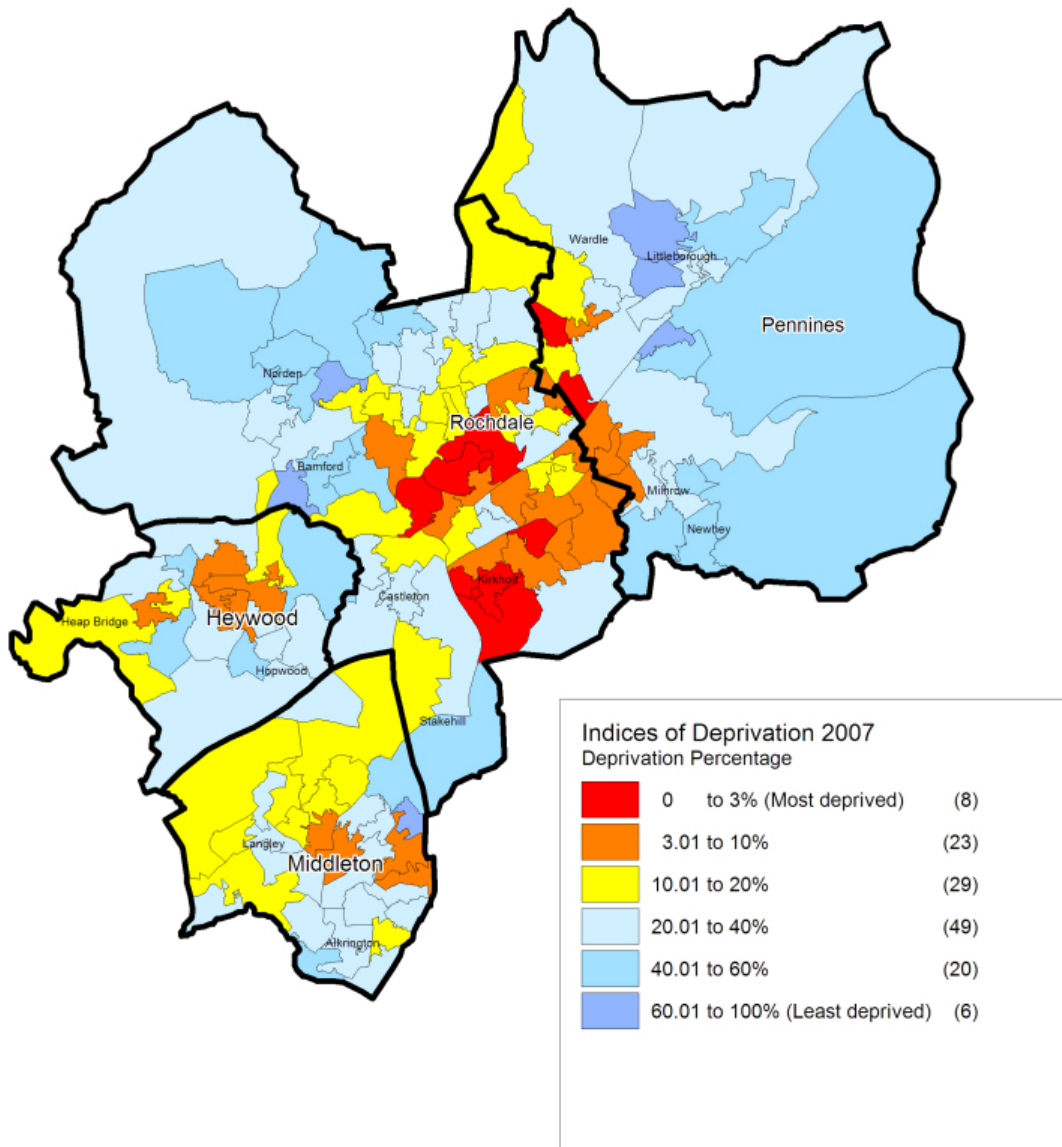 Wardle
Littleborough
Pennines
Norden
Rochdale
Bamford
Milnrow
Newhey
Kirkholt
Castleton
Heap Bridge
Heywood
Hopwood
Stakehill
Langley
Middleton
Alkrington
Indices of Deprivation 2007
Deprivation Percentage
0 to 3% (Most deprived) (8)
3.01 to 10% (23)
10.01 to 20% (29)
20.01 to 40% (49)
40.01 to 60% (20)
60.01 to 100% (Least deprived) (6)